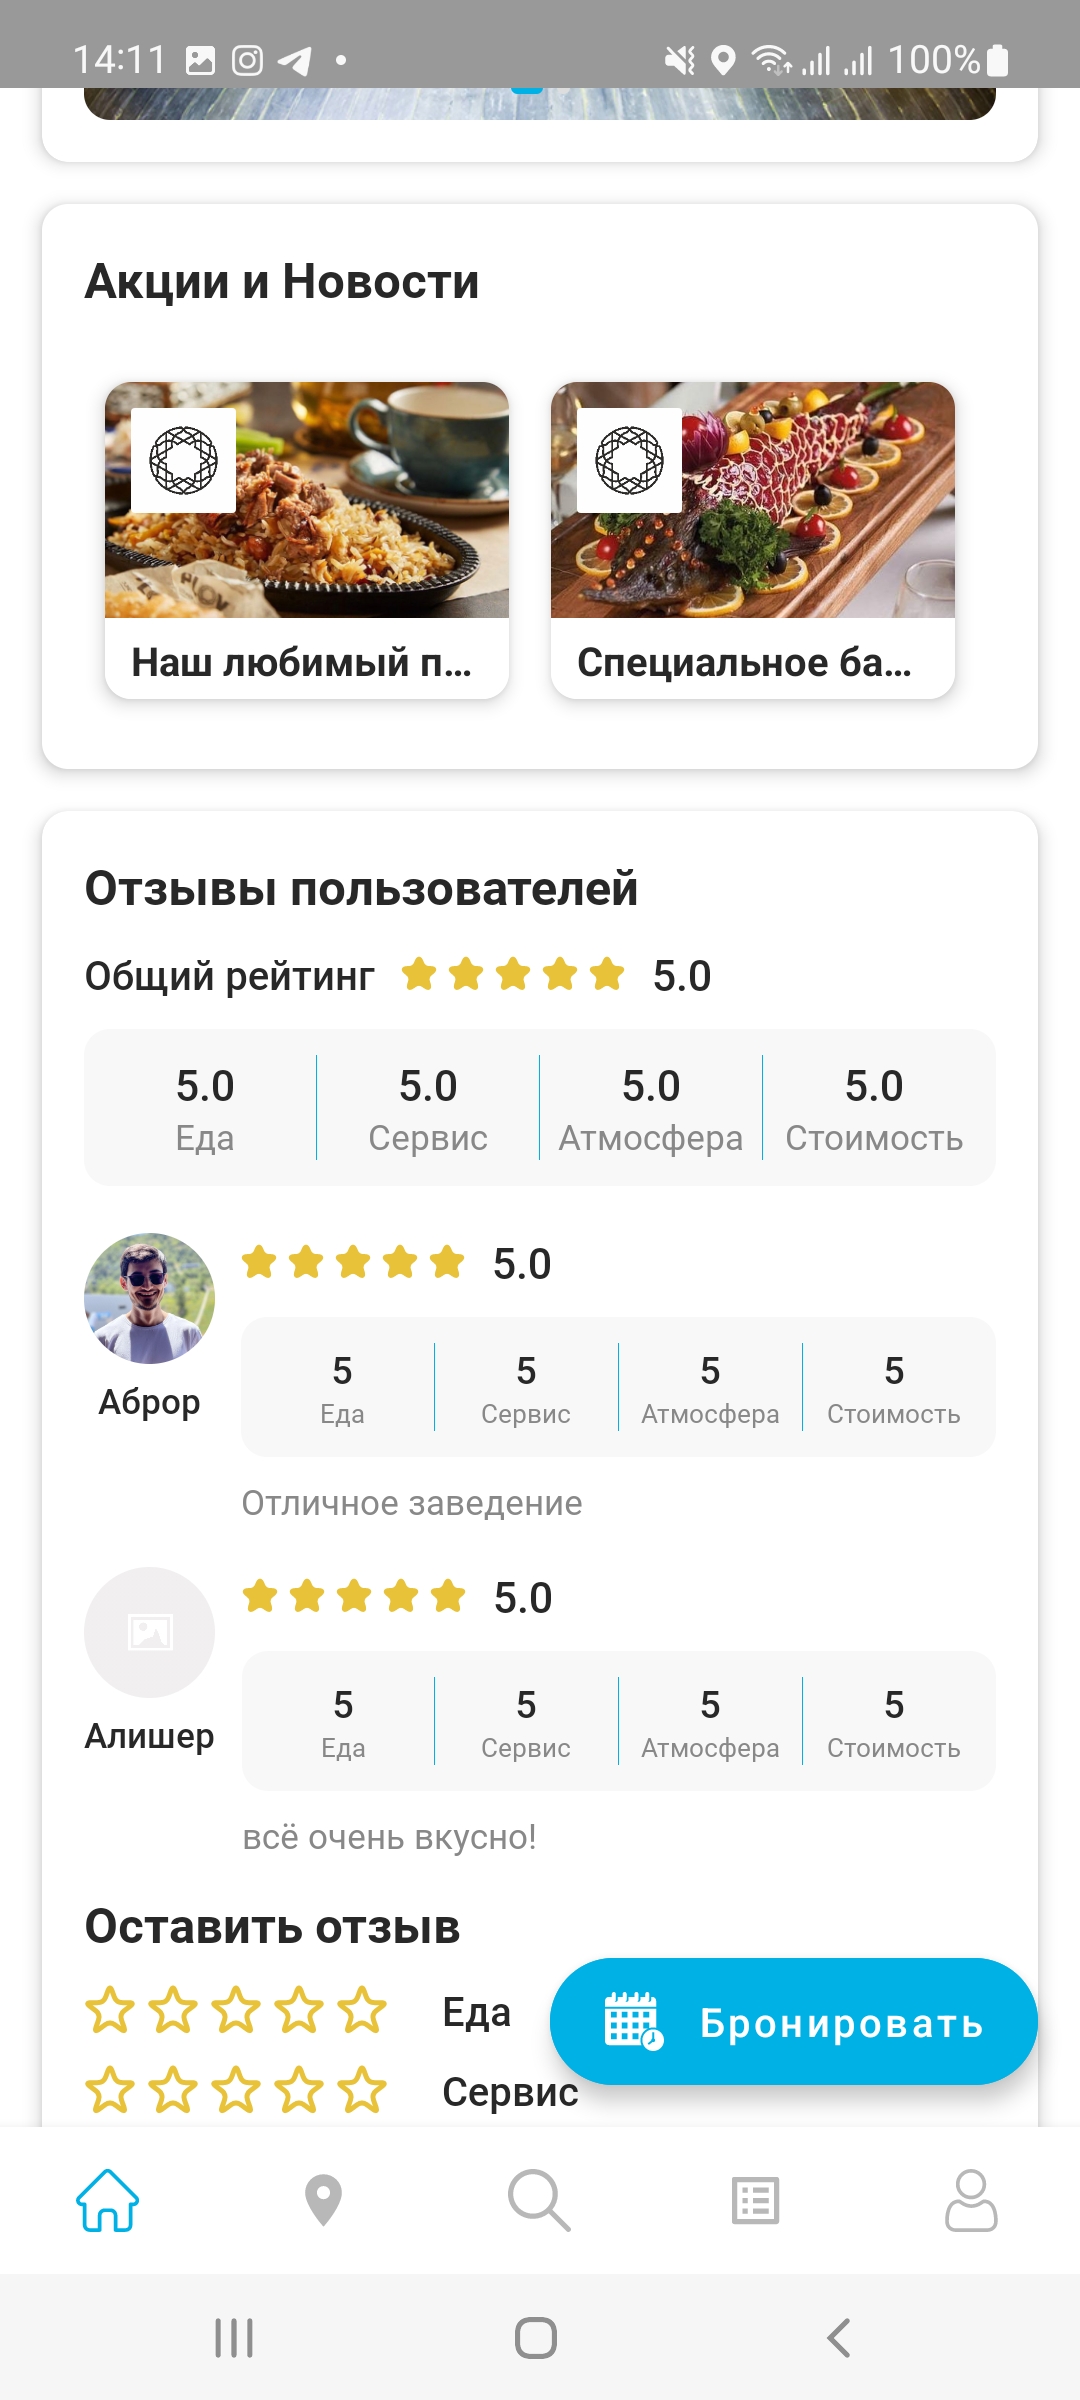 14:11 100%
Акции и Новости
PLOV
Наш любимый п... Специальное ба...
Отзывы пользователей
Общий рейтинг 5.0
5.0 5.0 5.0 5.0
Еда Сервис Атмосфера Стоимость
5.0
5 5 5 5
Еда Сервис Атмосфера Стоимость
Аброр
Отличное заведение
5.0
5 5 5 5
Еда Сервис Атмосфера Стоимость
Алишер
всё очень вкусно!
Оставить отзыв
Еда
Бронировать
Сервис